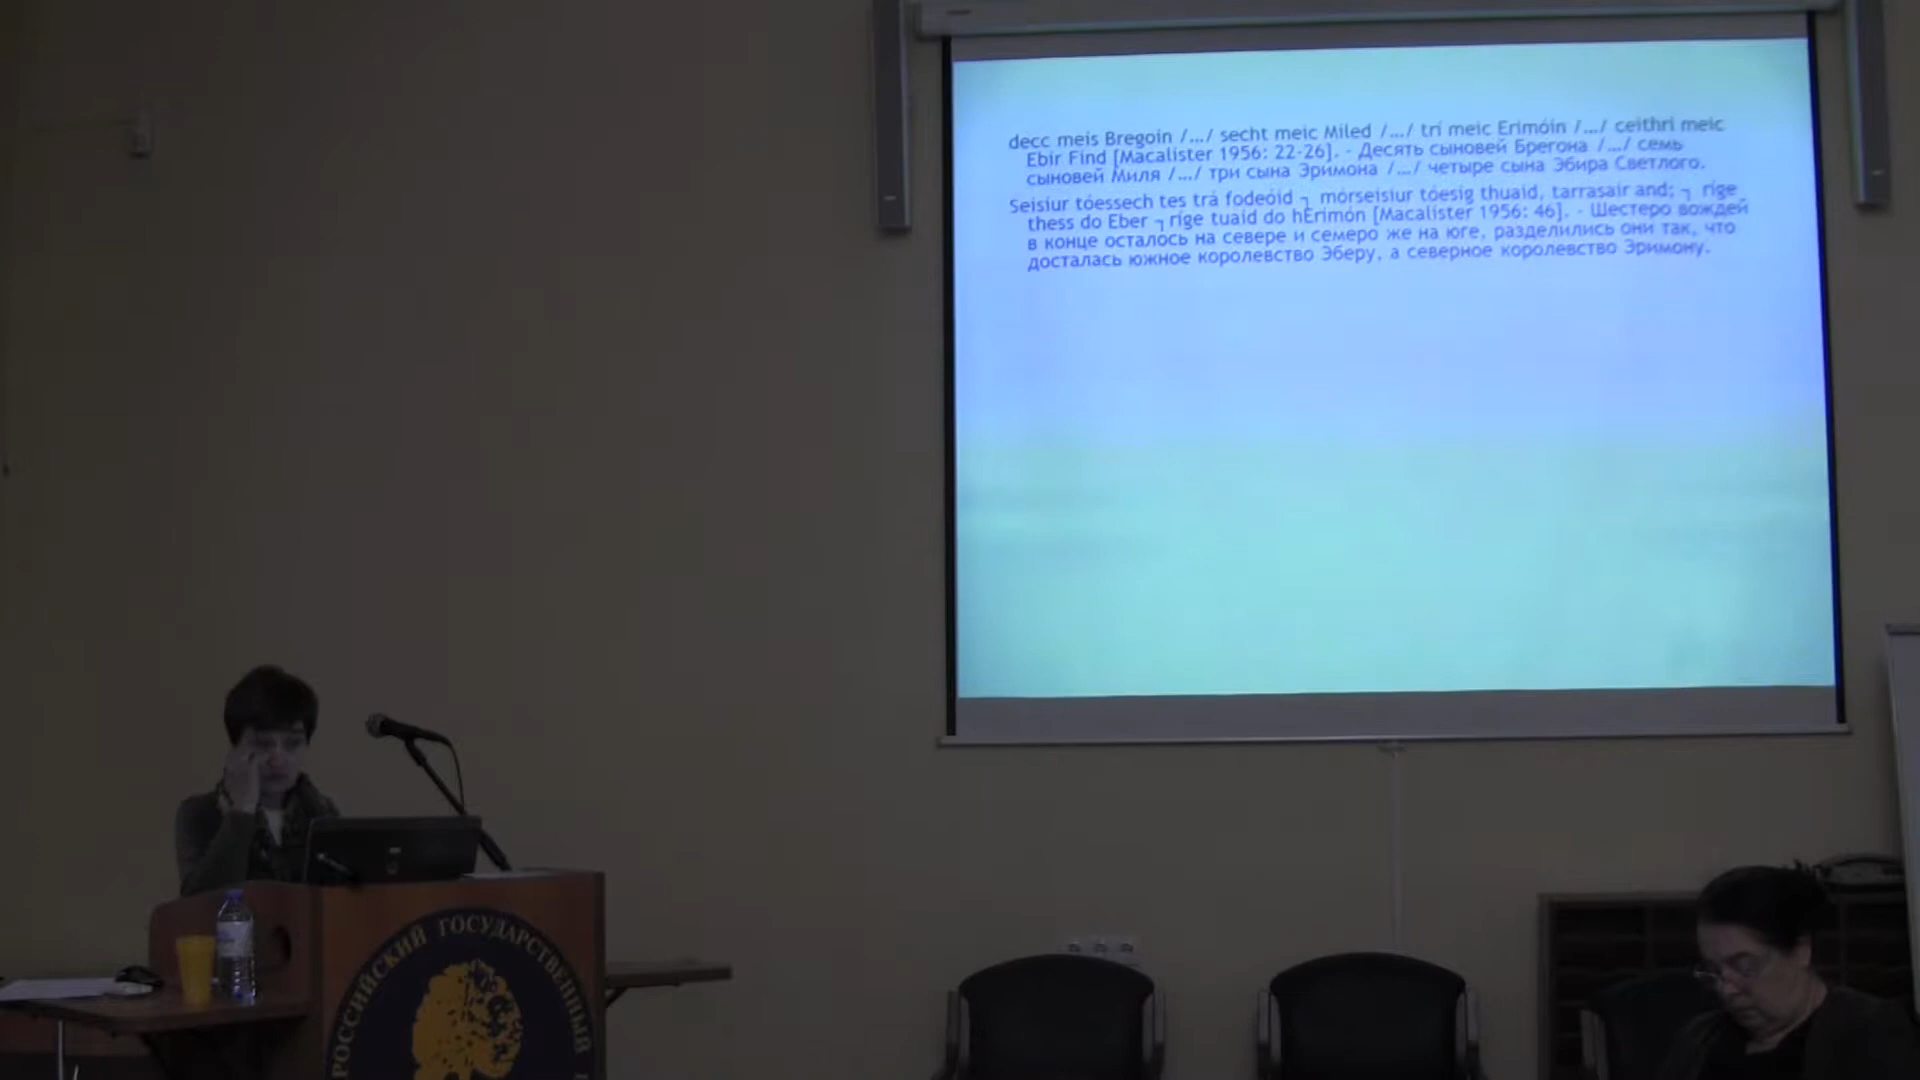 decc meis Bregoin /.../ secht meic Miled /.../ trí meic Erimóin /.../ ceithri meic
Ebir Find [Macalister 1956: 22-26]. - Десять сыновей Брегона /.../ семь
сыновей Миля /.../ три сына Эримона /.../ четыре сына Эбира Светлого.
Seisiur tóessech tes trá fodeóid ┐ mórseisiur tóesig thuaid, tarrasair and; ┐ ríge
thess do Eber ┐ríge tuaid do hErimón [Macalister 1956: 46]. - Шестеро вождей
в конце осталось на севере и семеро же на юге, разделились они так, что
досталась южное королевство Эберу, а северное королевство Эримону.
РОССИЙСКИЙ ГОСУДАРСТВЕННЫЙ